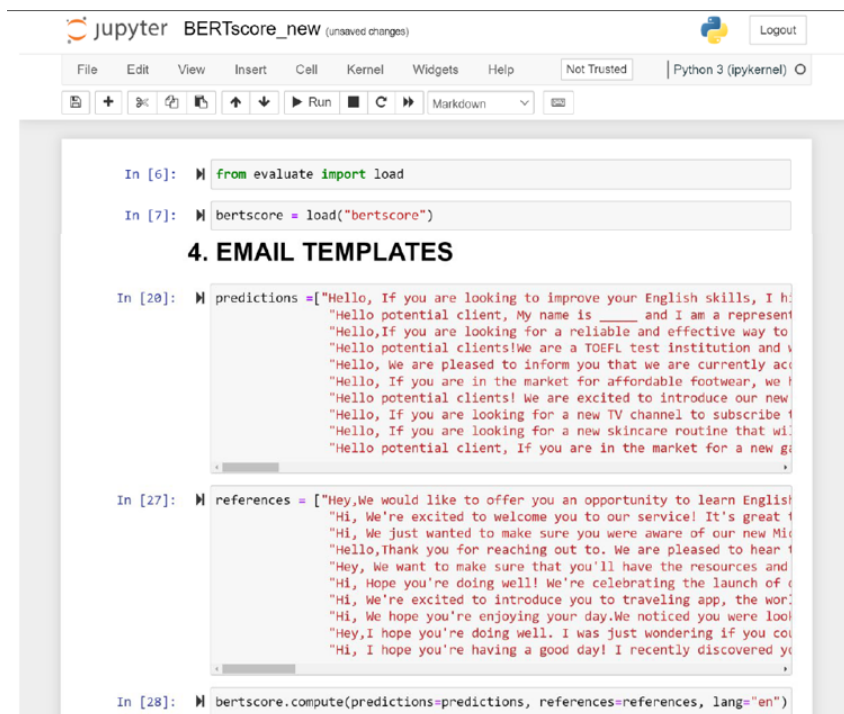 jupyter BERTscore_new (unsaved changes)
Logout
File Edit View Insert Cell Kernel Widgets Help Not Trusted Python 3 (ipykernel)
Run Markdown
In [6]: from evaluate import load
In [7]: bertscore = load("bertscore")
4. EMAIL TEMPLATES
In [20]: predictions =["Hello, If you are looking to improve your English skills, I
"Hello potential client, My name is _____ and I am a represent
"Hello,If you are looking for a reliable and effective way to
"Hello potential clients!We are a TOEFL test institution and
"Hello, We are pleased to inform you that we are currently acc
"Hello, If you are in the market for affordable footwear, we
"Hello potential clients! We are excited to introduce our new
"Hello, If you are looking for a new TV channel to subscribe
"Hello, If you are looking for a new skincare routine that wil
"Hello potential client, If you are in the market for a new ga
In [27]: references = ["Hey,We would like to offer you an opportunity to learn English
"Hi, We're excited to welcome you to our service! It's great
"Hi, We just wanted to make sure you were aware of our new Mic
"Hello,Thank you for reaching out to. We are pleased to hear
"Hey, We want to make sure that you'll have the resources and
"Hi, Hope you're doing well! We're celebrating the launch of
"Hi, We're excited to introduce you to traveling app, the worl
"Hi, We hope you're enjoying your day.We noticed you were look
"Hey,I hope you're doing well. I was just wondering if you cou
"Hi, I hope you're having a good day! I recently discovered yo
In [28]: bertscore.compute(predictions=predictions, references=references, lang="en")